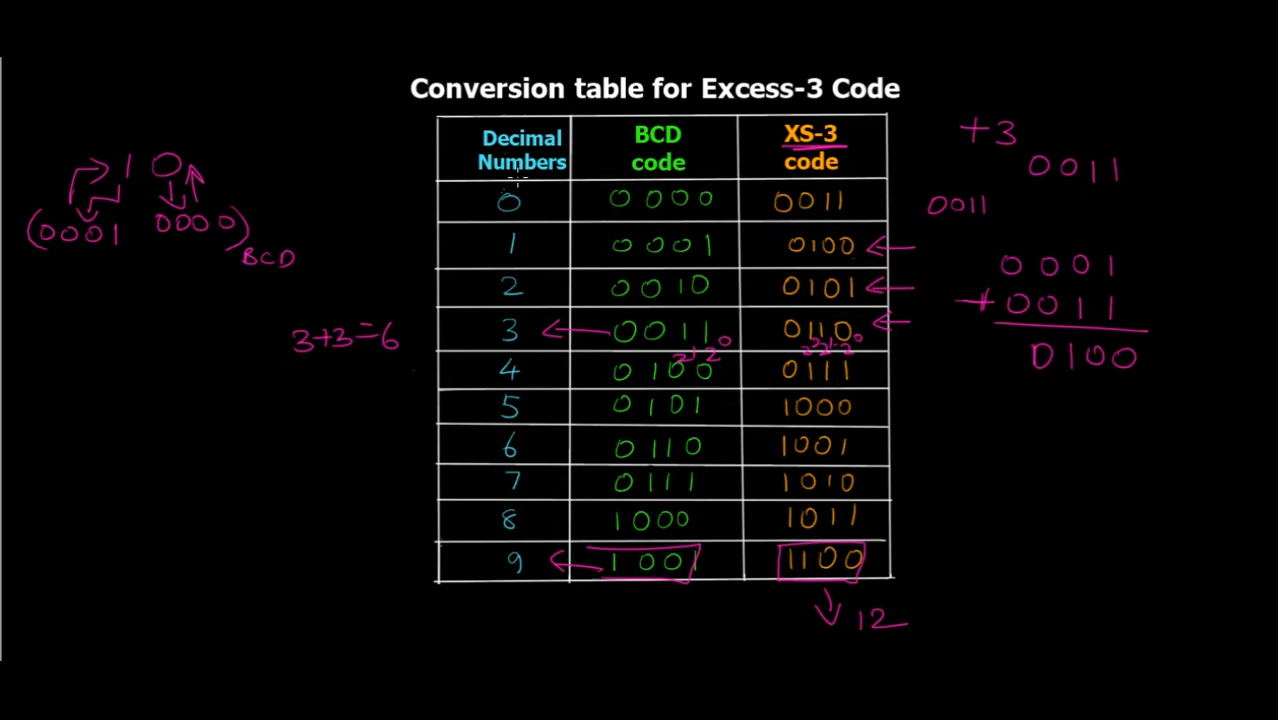 Conversion table for Excess-3 Code
Decimal Numbers BCD code XS-3 code
0 0000 0011
1 0001 0100
2 0010 0101
3 0011 0110
4 0100 0111
5 0101 1000
6 0110 1001
7 0111 1010
8 1000 1011
9 1001 1100
12
1 0
(0001 0000)BCD
3+3=6
2¹ 2⁰
+3
0011
0011
0001
+0011
0100